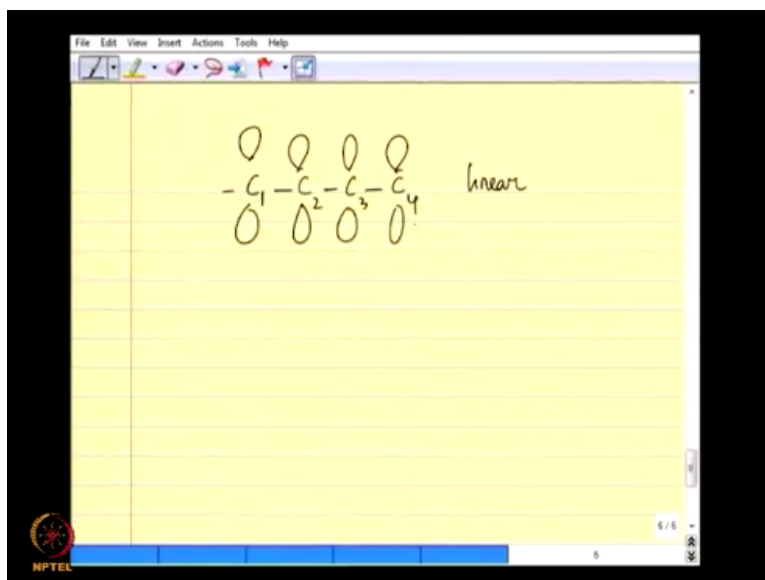 File Edit View Insert Actions Tools Help
- C1 - C2 - C3 - C4 linear
6 / 6
6
NPTEL